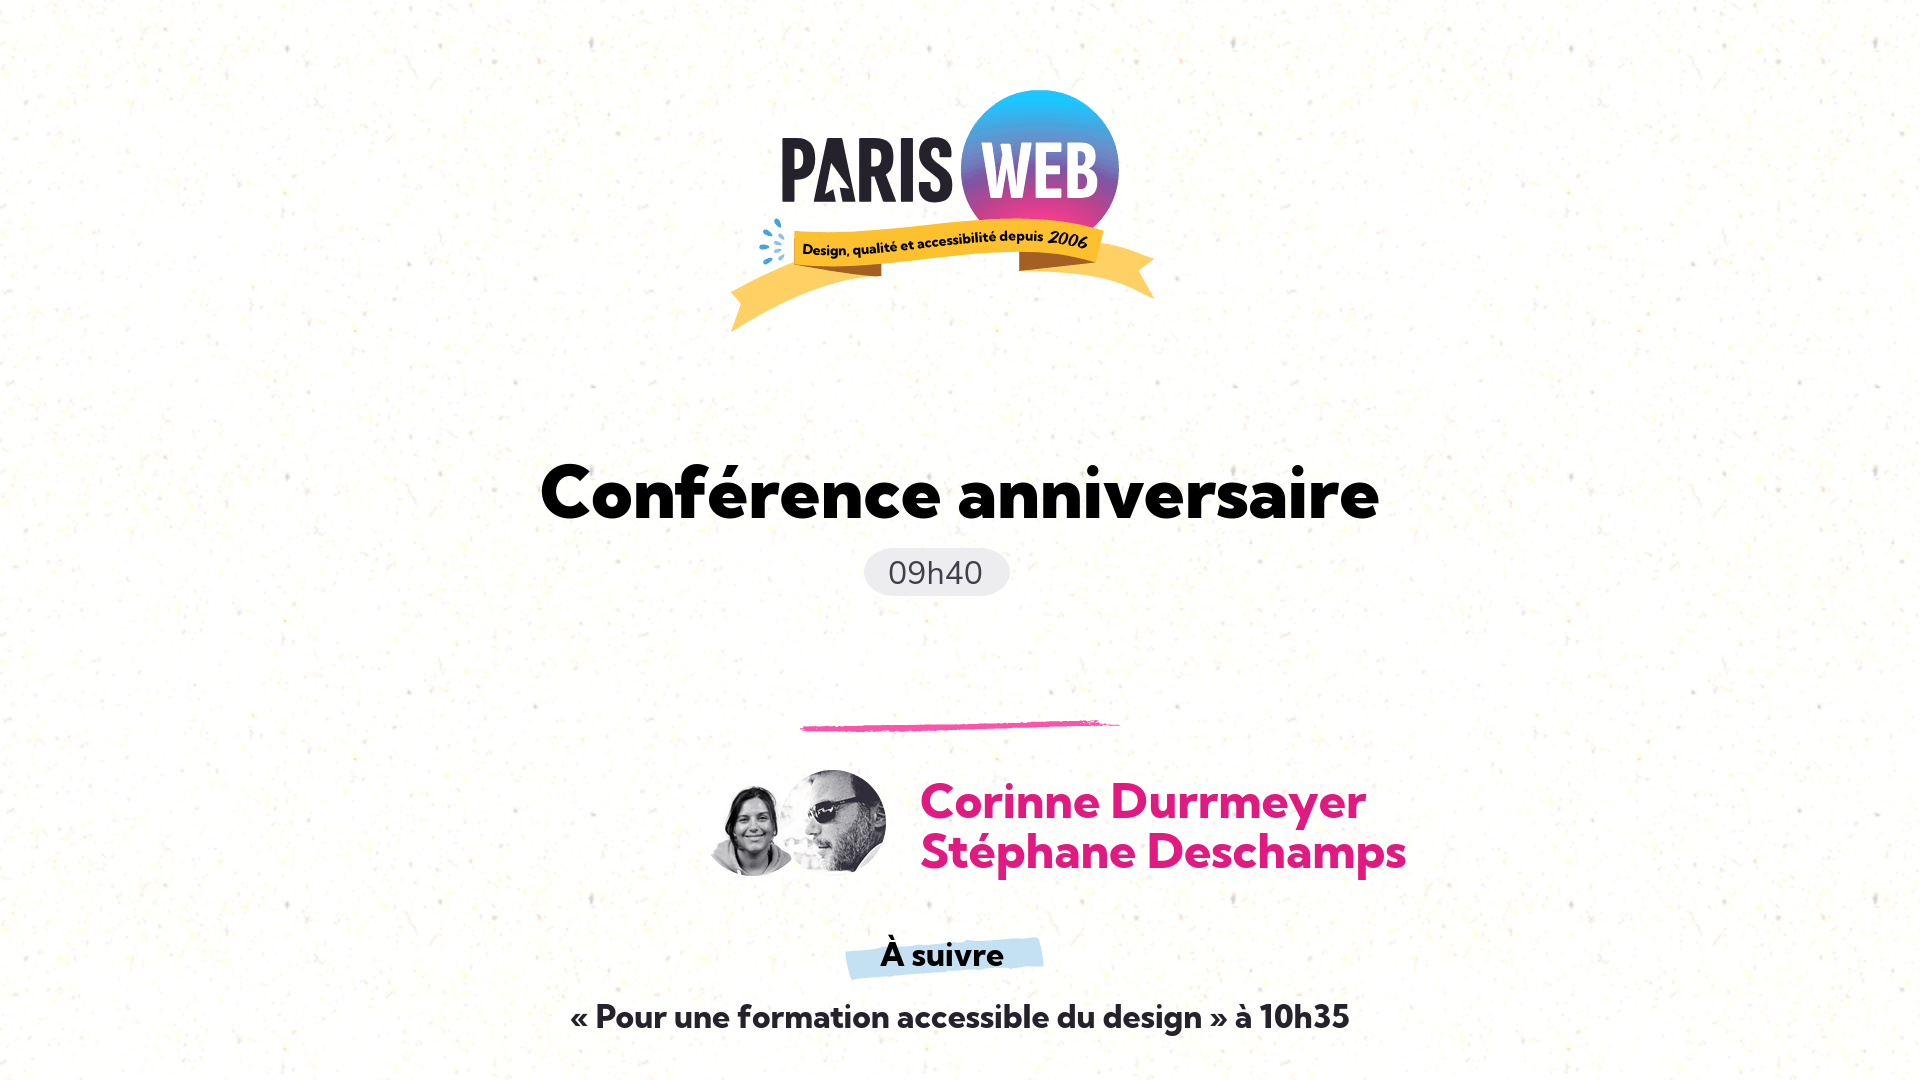 PARIS WEB
Design, qualité et accessibilité depuis 2006
Conférence anniversaire
09h40
Corinne Durrmeyer
Stéphane Deschamps
À suivre
« Pour une formation accessible du design » à 10h35